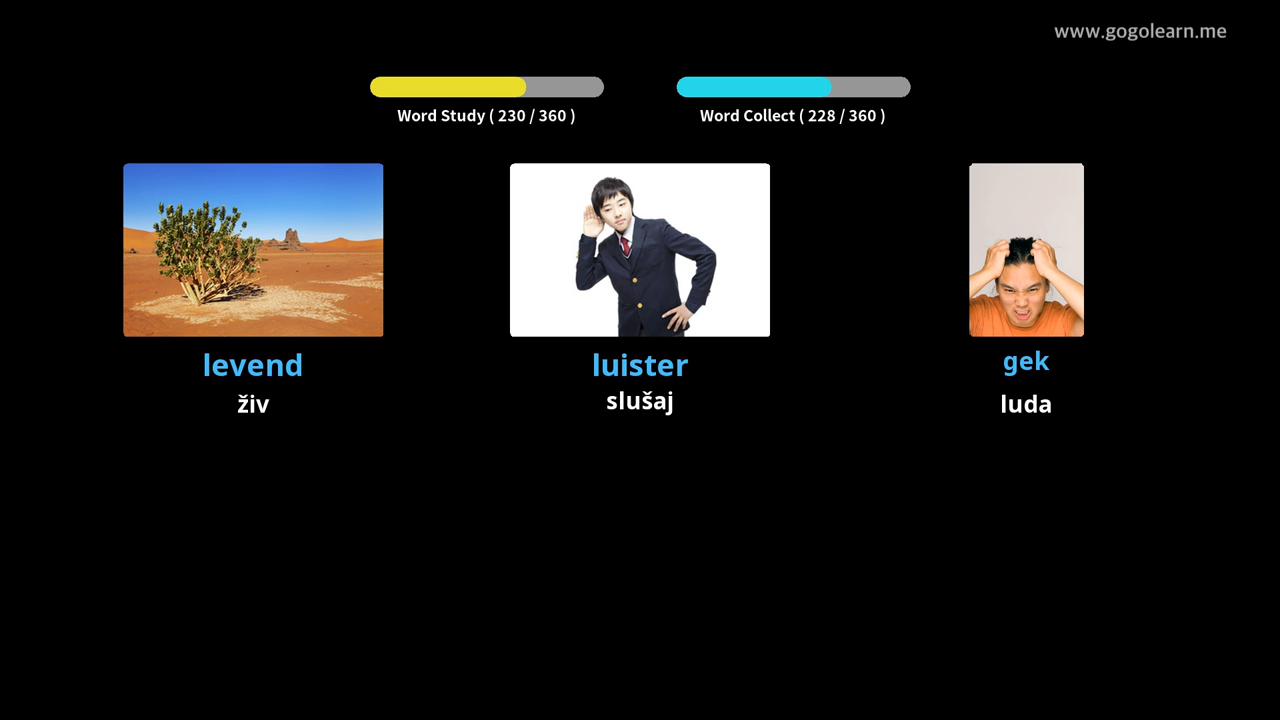 www.gogolearn.me
Word Study ( 230 / 360 )
Word Collect ( 228 / 360 )
levend
luister
gek
živ
slušaj
luda